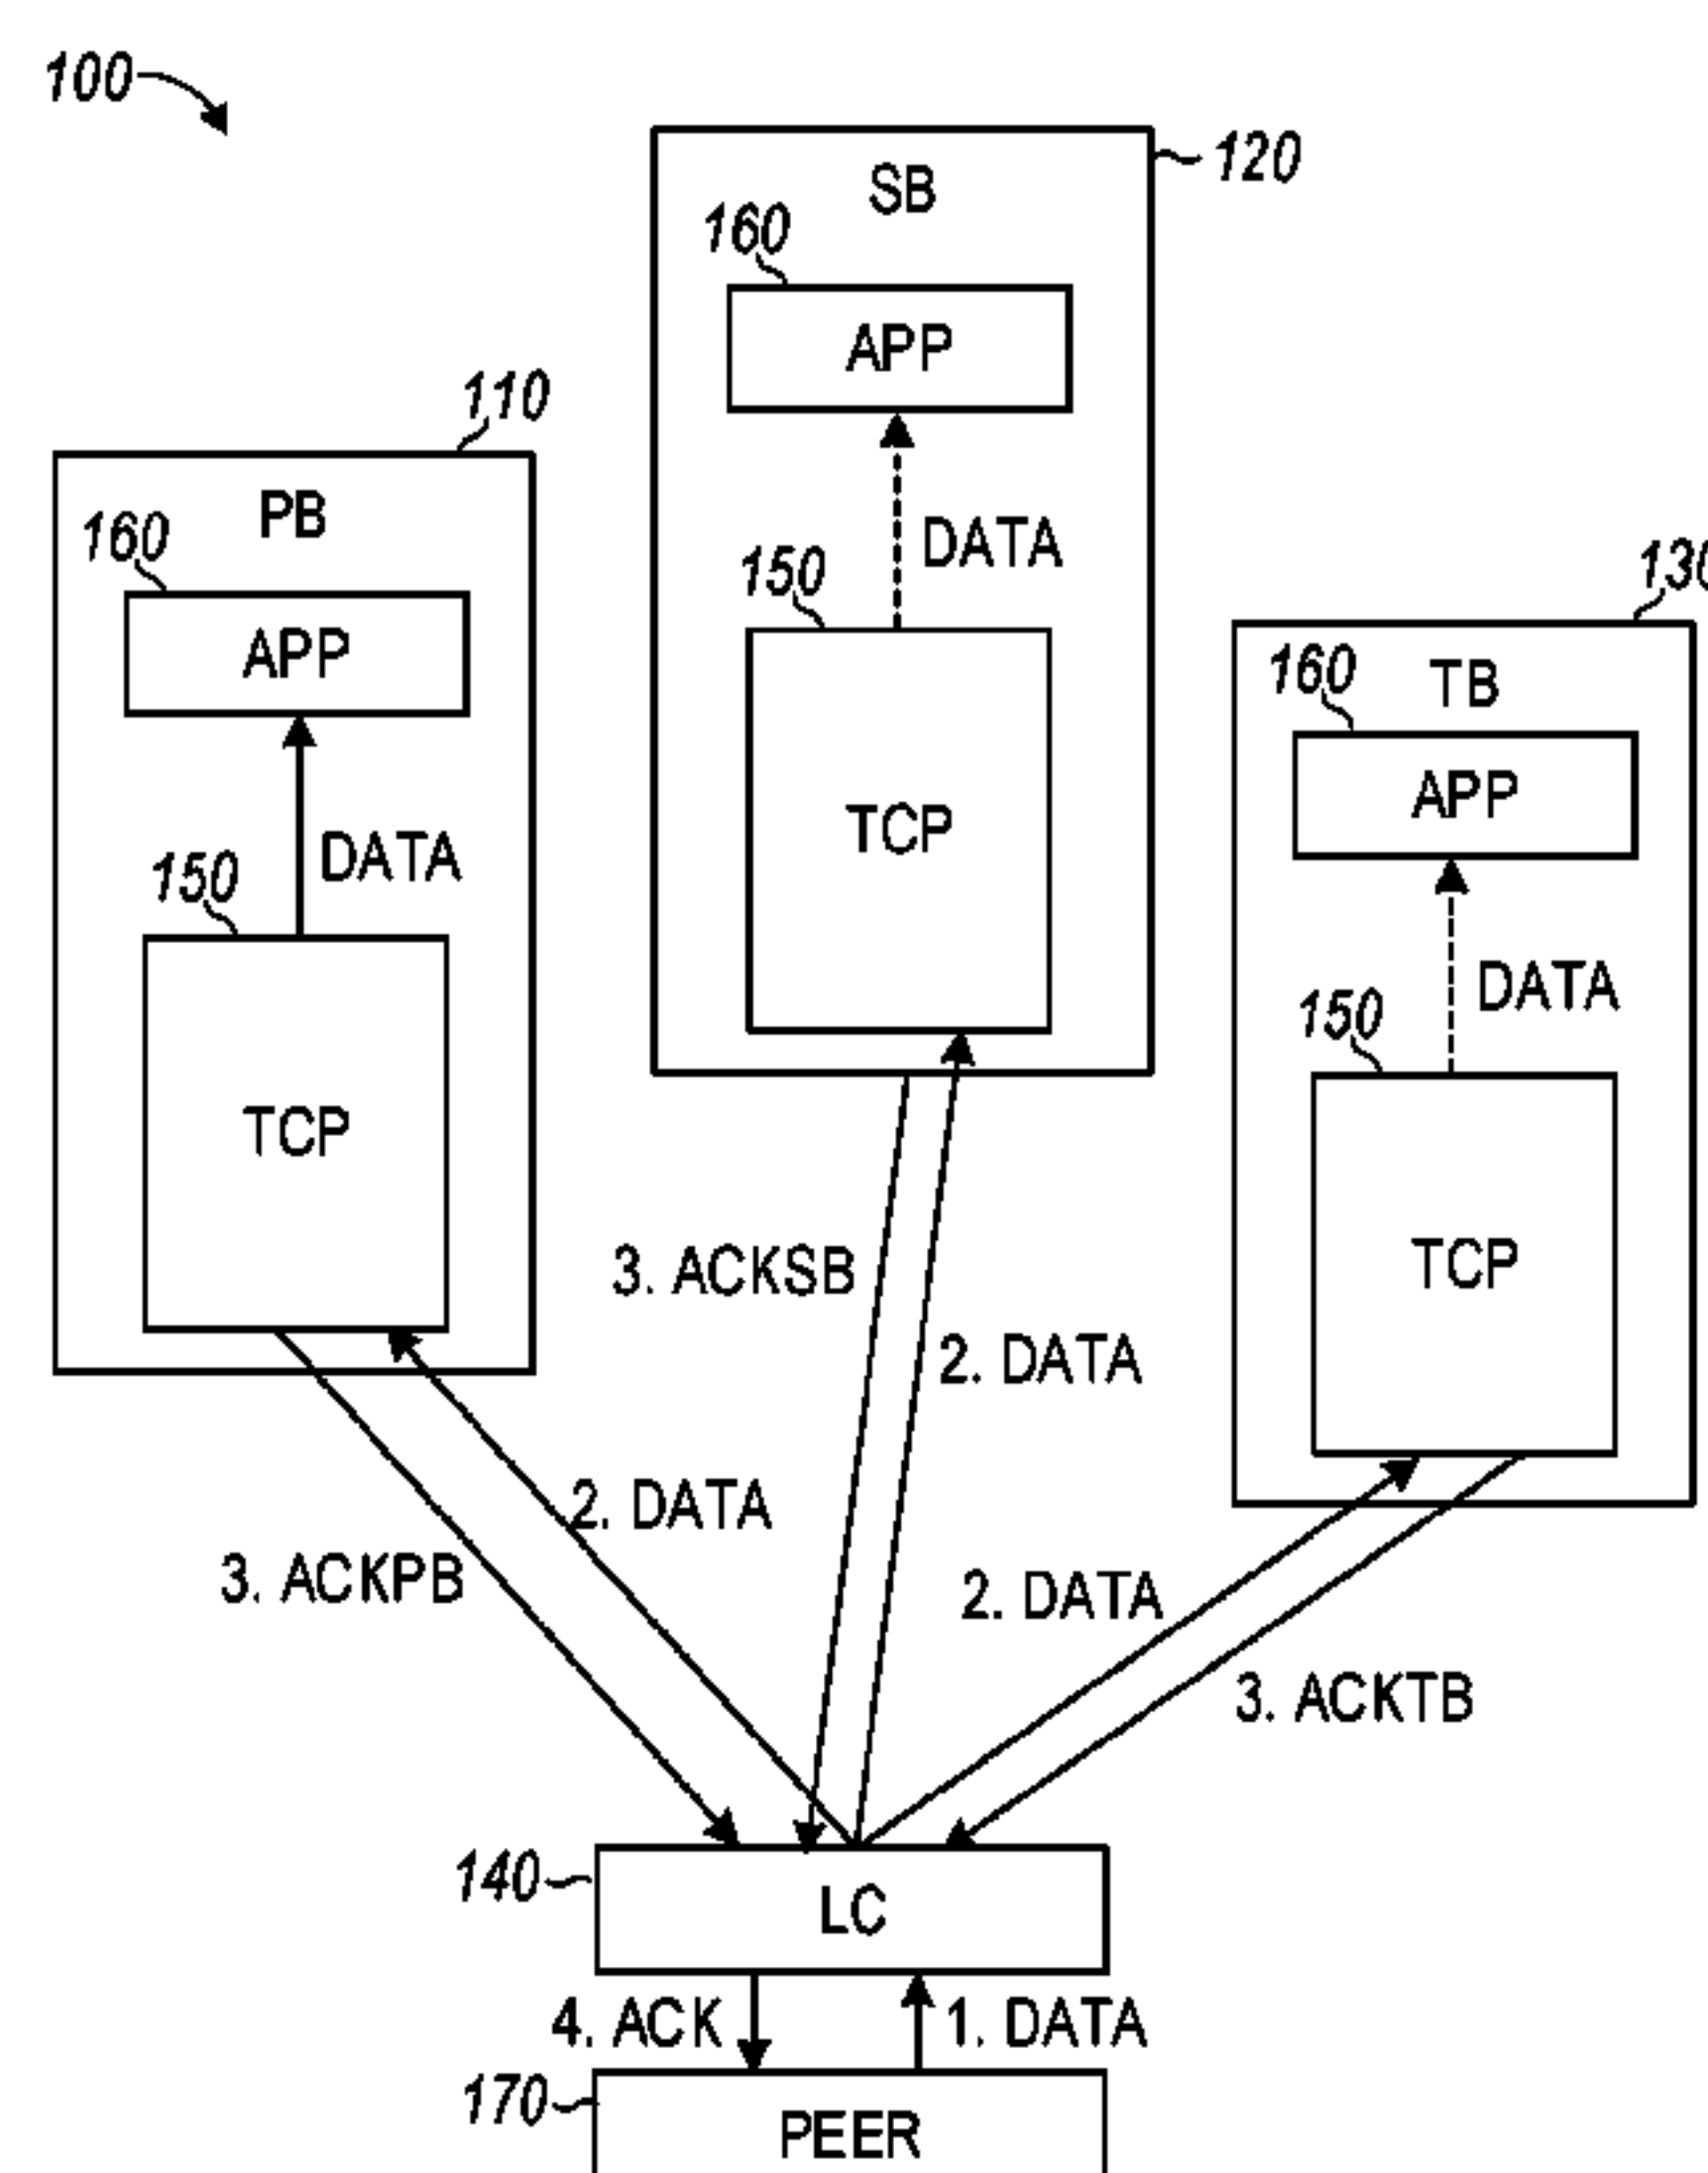 100
120
SB
160
APP
110
PB
160
DATA
130
150
APP
160
TB
TCP
APP
DATA
150
DATA
150
TCP
TCP
3. ACKSB
2. DATA
2. DATA
3. ACKPB
2. DATA
3. ACKTB
140
LC
4. ACK
1. DATA
170
PEER